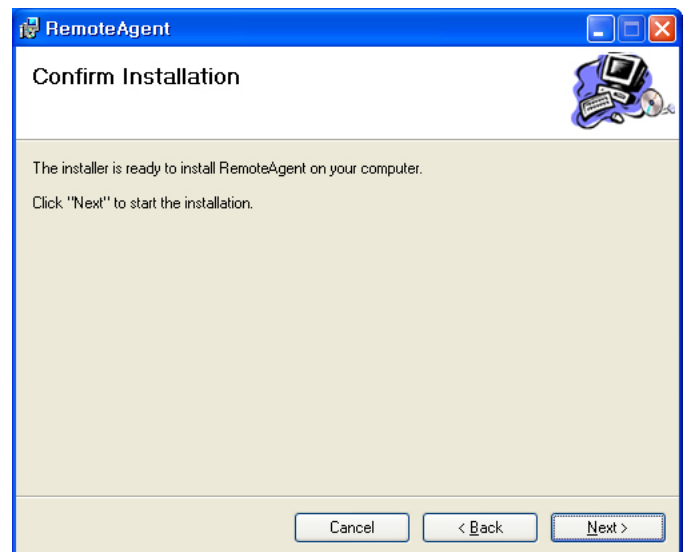 RemoteAgent
Confirm Installation
The installer is ready to install RemoteAgent on your computer.
Click "Next" to start the installation.
Cancel
< Back
Next >